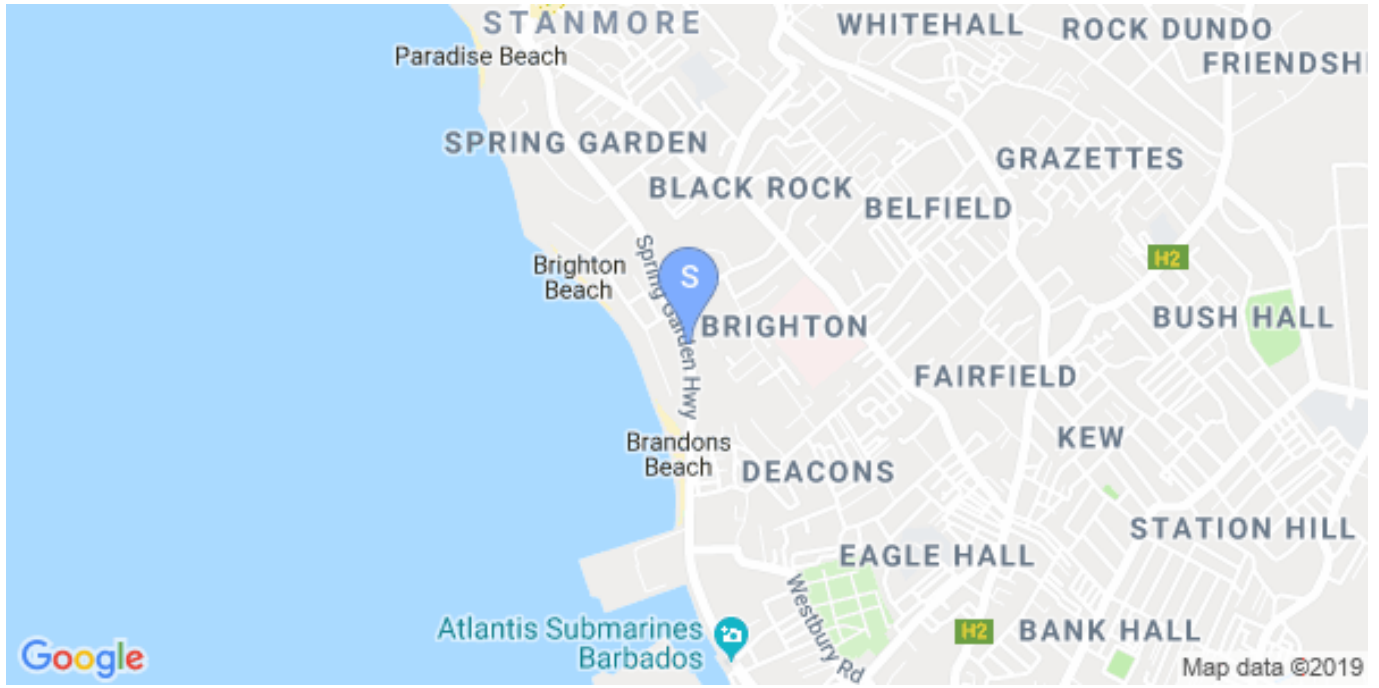 STANMORE
WHITEHALL
ROCK DUNDO
Paradise Beach
FRIENDSHI
SPRING GARDEN
GRAZETTES
BLACK ROCK
BELFIELD
Spring Garden Hwy
S
H2
Brighton
Beach
BUSH HALL
BRIGHTON
FAIRFIELD
KEW
Brandons
Beach
DEACONS
STATION HILL
EAGLE HALL
Westbury Rd
Atlantis Submarines
Barbados
H2
BANK HALL
Google
Map data ©2019